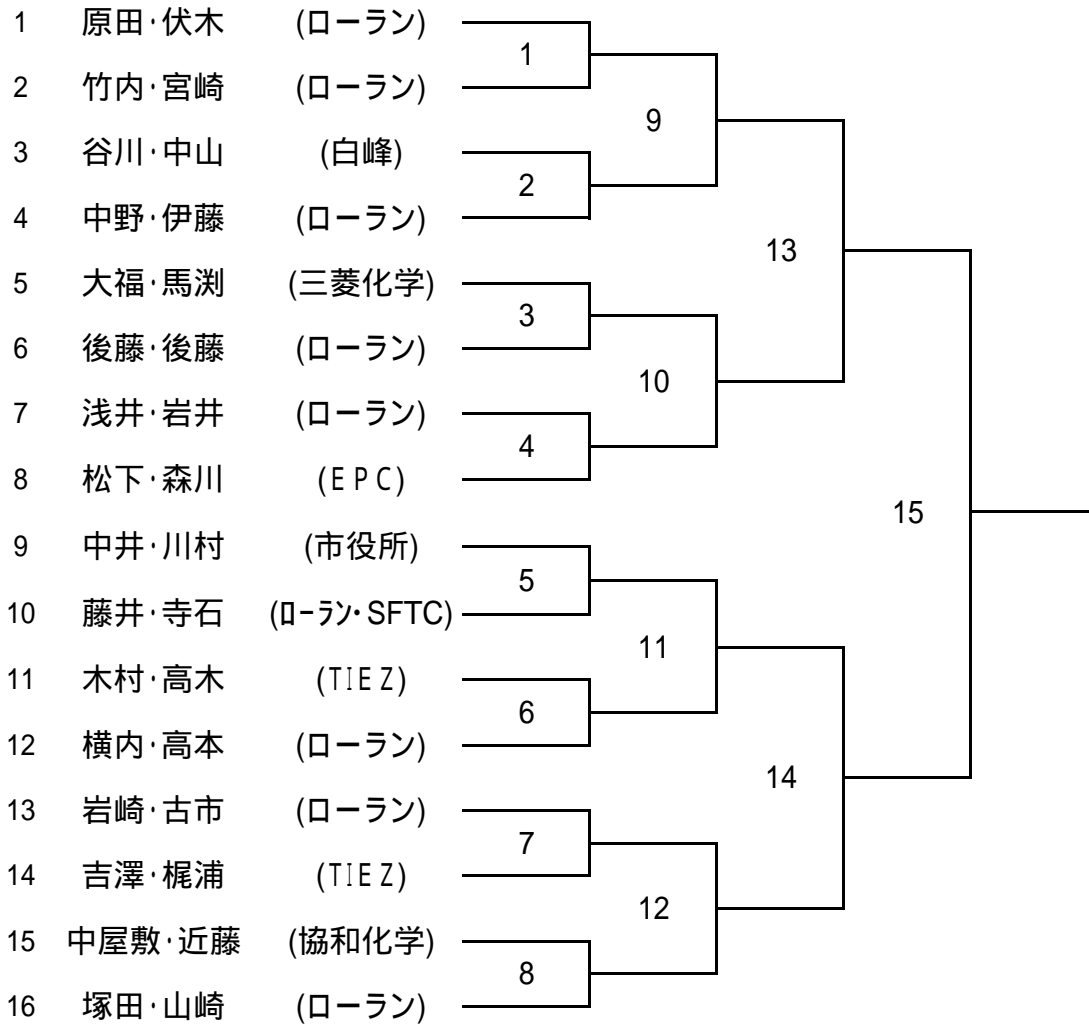 1 原田・伏木 (ローラン)
1
2 竹内・宮崎 (ローラン)
9
3 谷川・中山 (白峰)
2
4 中野・伊藤 (ローラン)
13
5 大福・馬渕 (三菱化学)
3
6 後藤・後藤 (ローラン)
10
7 浅井・岩井 (ローラン)
4
8 松下・森川 (EPC)
15
9 中井・川村 (市役所)
5
10 藤井・寺石 (ローラン・SFTC)
11
11 木村・高木 (TIEZ)
6
12 横内・高本 (ローラン)
14
13 岩崎・古市 (ローラン)
7
14 吉澤・梶浦 (TIEZ)
12
15 中屋敷・近藤 (協和化学)
8
16 塚田・山崎 (ローラン)